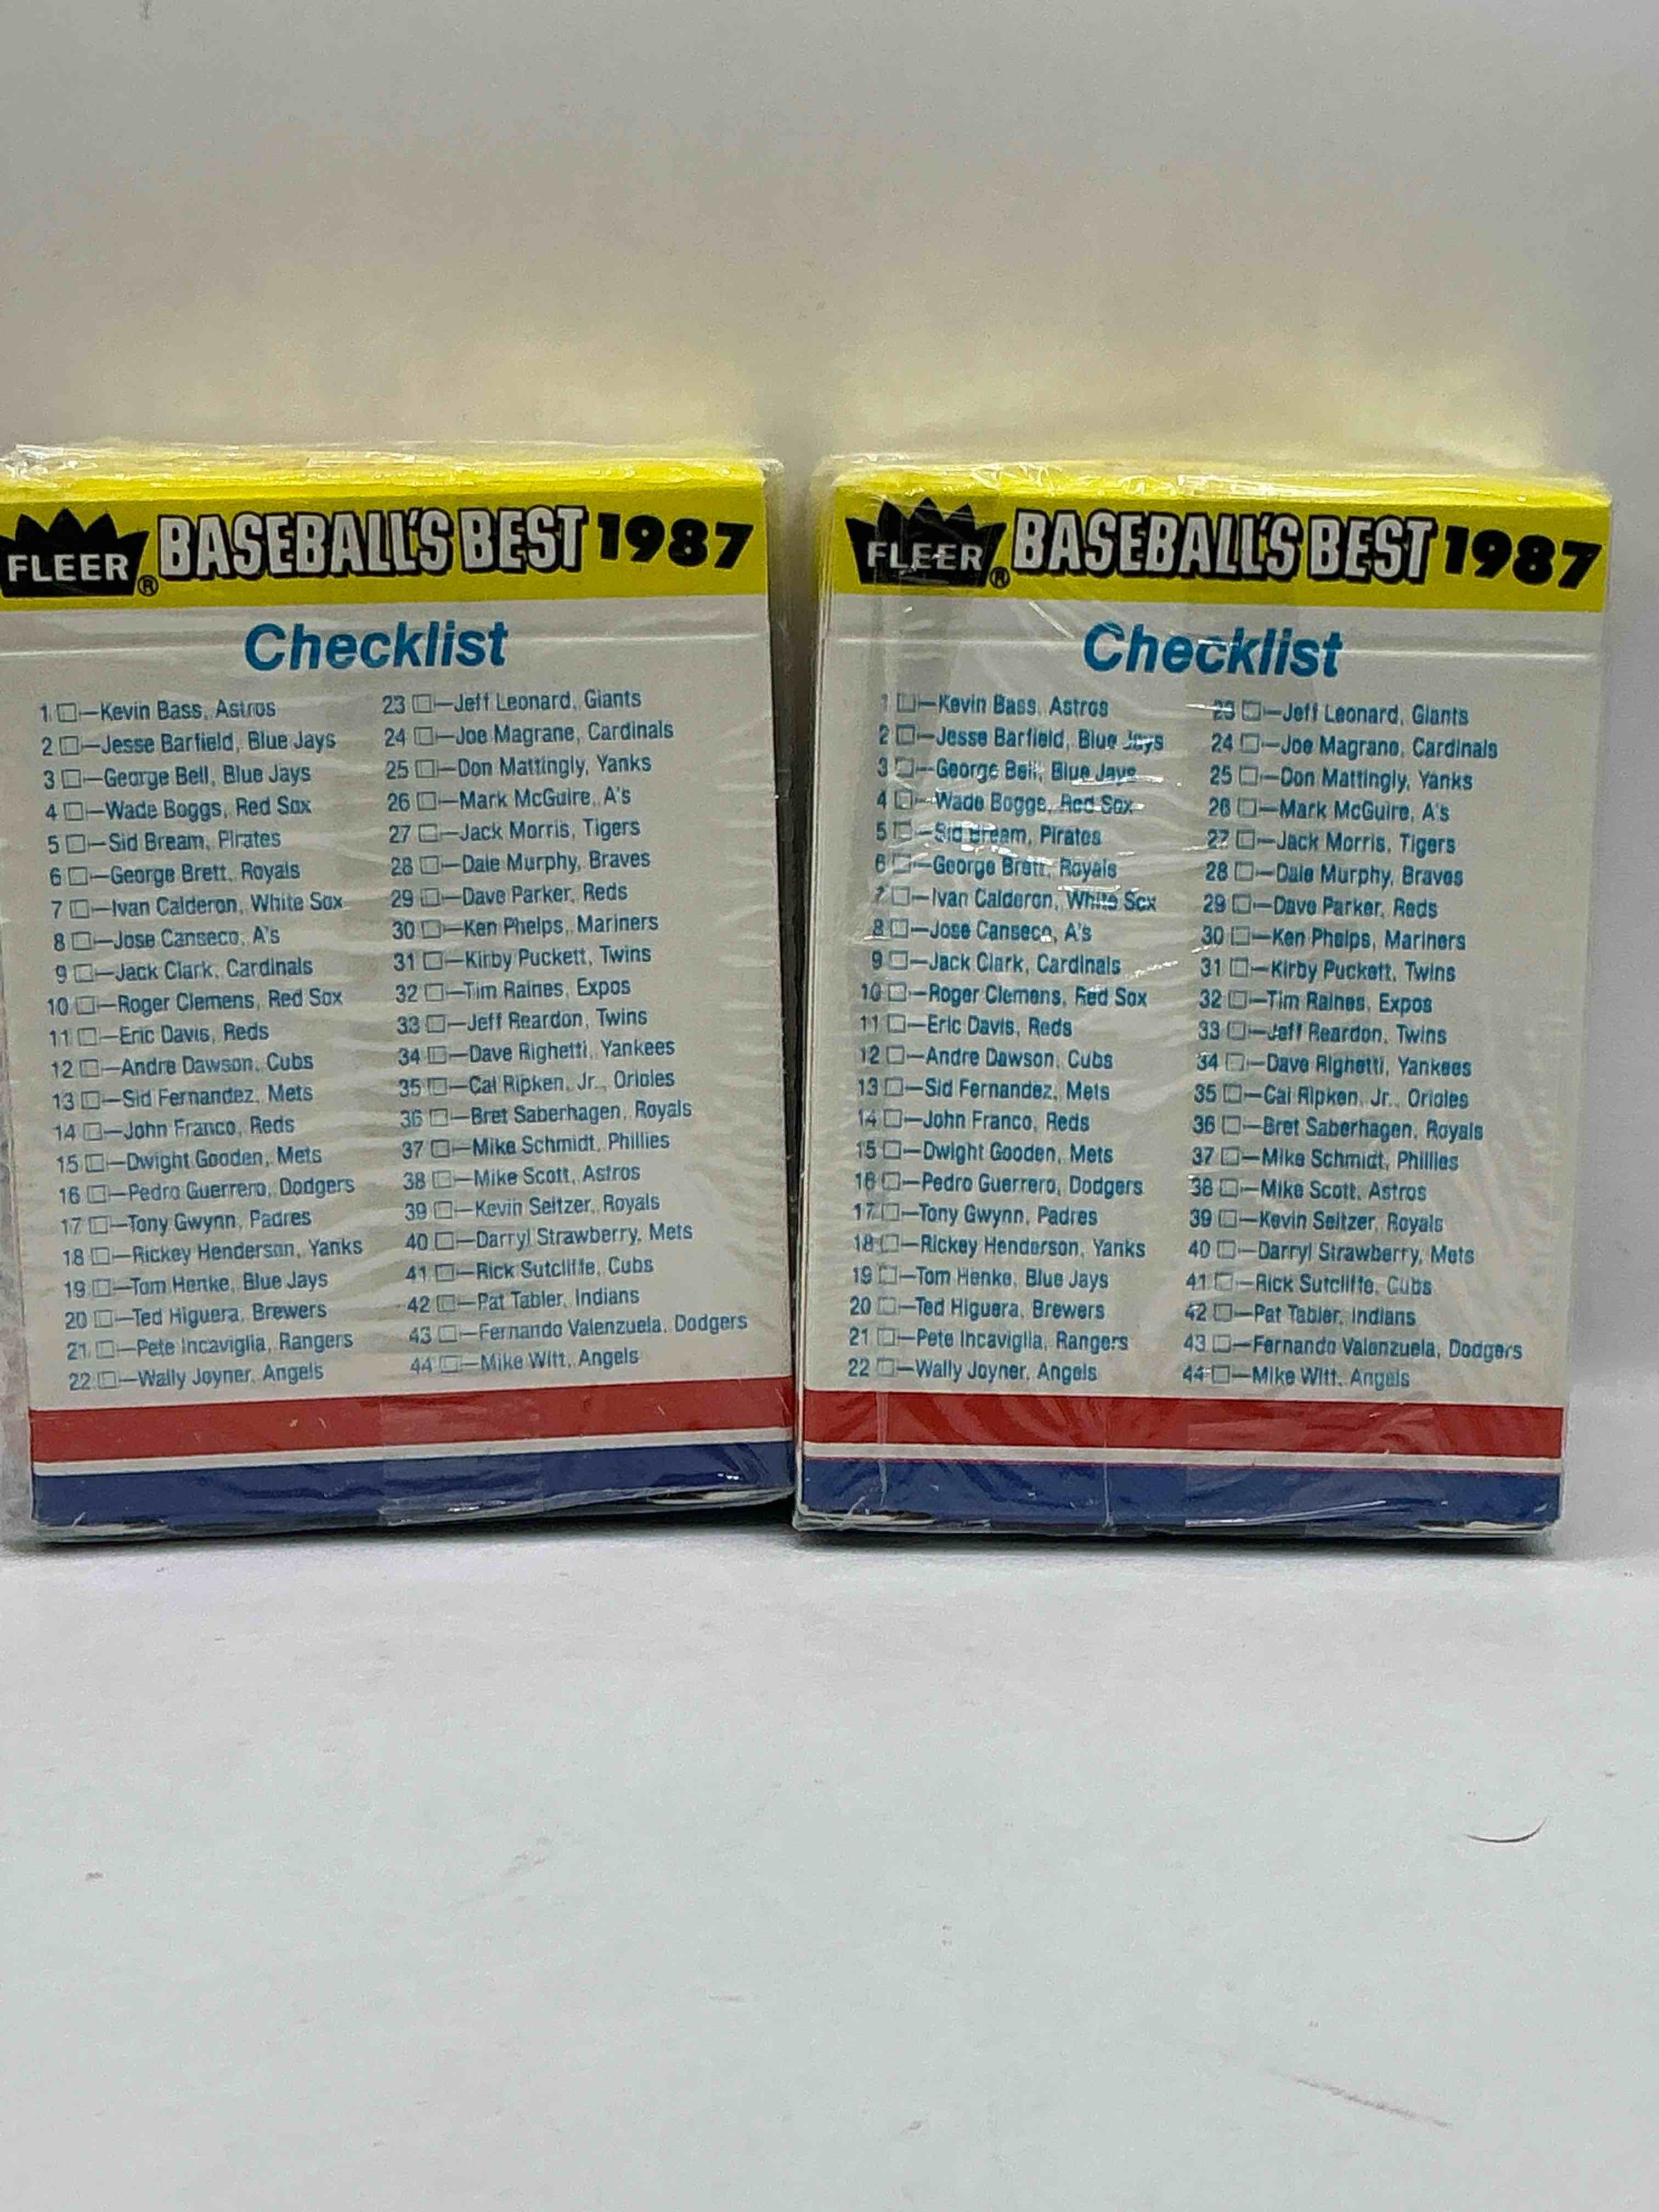 FLEER® BASEBALL'S BEST 1987
Checklist
1 □—Kevin Bass, Astros
2 □—Jesse Barfield, Blue Jays
3 □—George Bell, Blue Jays
4 □—Wade Boggs, Red Sox
5 □—Sid Bream, Pirates
6 □—George Brett, Royals
7 □—Ivan Calderon, White Sox
8 □—Jose Canseco, A's
9 □—Jack Clark, Cardinals
10 □—Roger Clemens, Red Sox
11 □—Eric Davis, Reds
12 □—Andre Dawson, Cubs
13 □—Sid Fernandez, Mets
14 □—John Franco, Reds
15 □—Dwight Gooden, Mets
16 □—Pedro Guerrero, Dodgers
17 □—Tony Gwynn, Padres
18 □—Rickey Henderson, Yanks
19 □—Tom Henke, Blue Jays
20 □—Ted Higuera, Brewers
21 □—Pete Incaviglia, Rangers
22 □—Wally Joyner, Angels
23 □—Jeff Leonard, Giants
24 □—Joe Magrane, Cardinals
25 □—Don Mattingly, Yanks
26 □—Mark McGuire, A's
27 □—Jack Morris, Tigers
28 □—Dale Murphy, Braves
29 □—Dave Parker, Reds
30 □—Ken Phelps, Mariners
31 □—Kirby Puckett, Twins
32 □—Tim Raines, Expos
33 □—Jeff Reardon, Twins
34 □—Dave Righetti, Yankees
35 □—Cal Ripken, Jr., Orioles
36 □—Bret Saberhagen, Royals
37 □—Mike Schmidt, Phillies
38 □—Mike Scott, Astros
39 □—Kevin Seitzer, Royals
40 □—Darryl Strawberry, Mets
41 □—Rick Sutcliffe, Cubs
42 □—Pat Tabler, Indians
43 □—Fernando Valenzuela, Dodgers
44 □—Mike Witt, Angels
FLEER® BASEBALL'S BEST 1987
Checklist
1 □—Kevin Bass, Astros
2 □—Jesse Barfield, Blue Jays
3 □—George Bell, Blue Jays
4 □—Wade Boggs, Red Sox
5 □—Sid Bream, Pirates
6 □—George Brett, Royals
7 □—Ivan Calderon, White Sox
8 □—Jose Canseco, A's
9 □—Jack Clark, Cardinals
10 □—Roger Clemens, Red Sox
11 □—Eric Davis, Reds
12 □—Andre Dawson, Cubs
13 □—Sid Fernandez, Mets
14 □—John Franco, Reds
15 □—Dwight Gooden, Mets
16 □—Pedro Guerrero, Dodgers
17 □—Tony Gwynn, Padres
18 □—Rickey Henderson, Yanks
19 □—Tom Henke, Blue Jays
20 □—Ted Higuera, Brewers
21 □—Pete Incaviglia, Rangers
22 □—Wally Joyner, Angels
23 □—Jeff Leonard, Giants
24 □—Joe Magrane, Cardinals
25 □—Don Mattingly, Yanks
26 □—Mark McGuire, A's
27 □—Jack Morris, Tigers
28 □—Dale Murphy, Braves
29 □—Dave Parker, Reds
30 □—Ken Phelps, Mariners
31 □—Kirby Puckett, Twins
32 □—Tim Raines, Expos
33 □—Jeff Reardon, Twins
34 □—Dave Righetti, Yankees
35 □—Cal Ripken, Jr., Orioles
36 □—Bret Saberhagen, Royals
37 □—Mike Schmidt, Phillies
38 □—Mike Scott, Astros
39 □—Kevin Seitzer, Royals
40 □—Darryl Strawberry, Mets
41 □—Rick Sutcliffe, Cubs
42 □—Pat Tabler, Indians
43 □—Fernando Valenzuela, Dodgers
44 □—Mike Witt, Angels